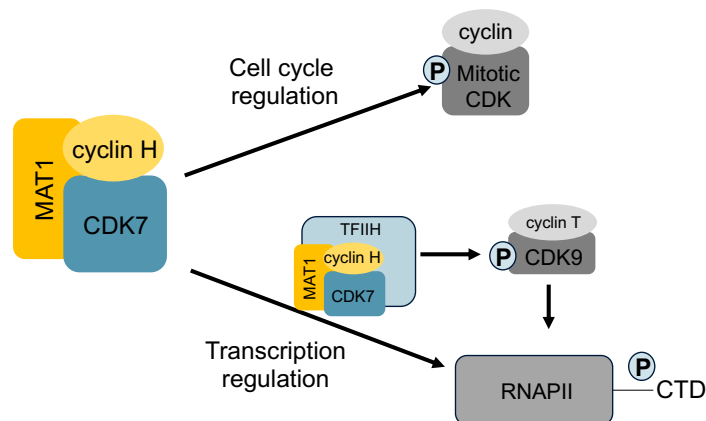 cyclin
P
Mitotic
CDK
Cell cycle
regulation
MAT1
cyclin H
CDK7
TFIIH
MAT1
cyclin H
CDK7
cyclin T
P
CDK9
Transcription
regulation
RNAPII
P
CTD